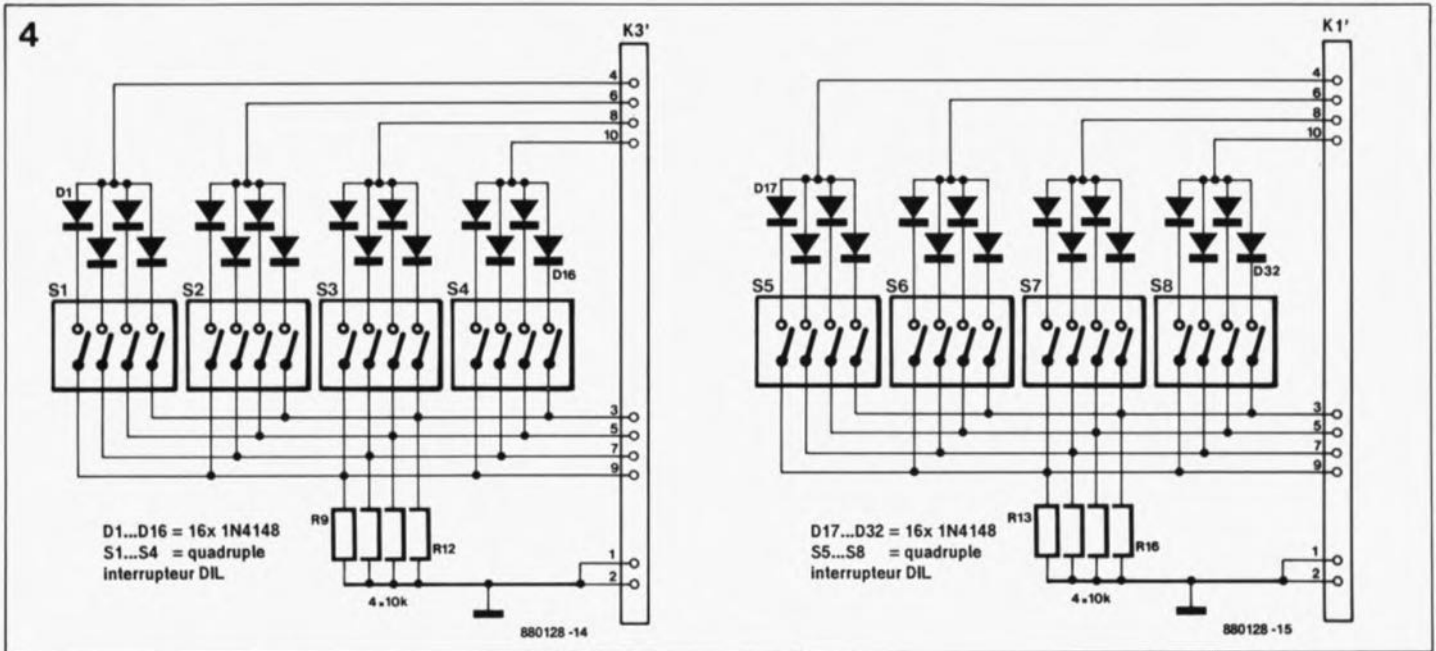 4
K3'
4
6
8
10
D1
D16
S1
S2
S3
S4
3
5
7
9
R9
R12
D1...D16 = 16x 1N4148
S1...S4 = quadruple
interrupteur DIL
1
2
4x10k
880128 -14
K1'
4
6
8
10
D17
D32
S5
S6
S7
S8
3
5
7
9
R13
R16
D17...D32 = 16x 1N4148
S5...S8 = quadruple
interrupteur DIL
1
2
4x10k
880128 -15